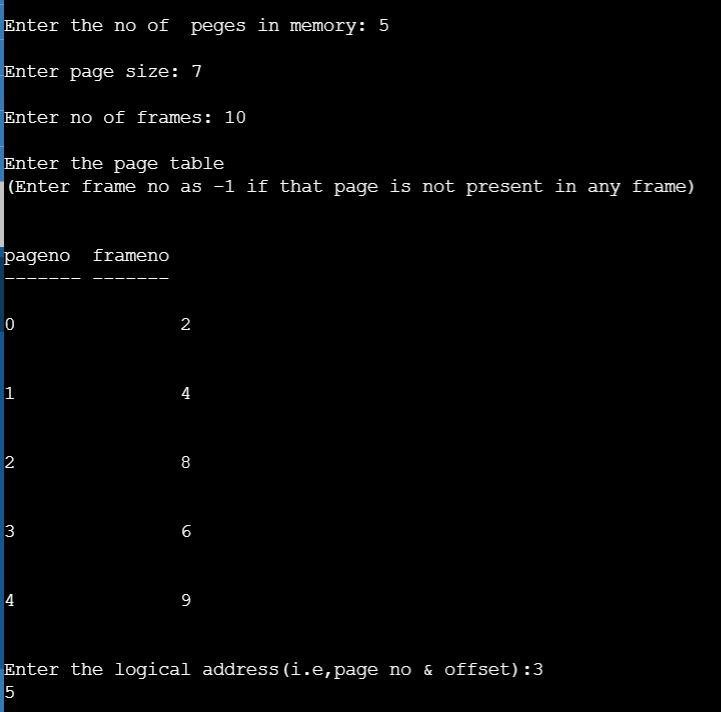 Enter the no of  peges in memory: 5
Enter page size: 7
Enter no of frames: 10
Enter the page table
(Enter frame no as -1 if that page is not present in any frame)
pageno  frameno
------- -------
0               2
1               4
2               8
3               6
4               9
Enter the logical address(i.e,page no & offset):3
5